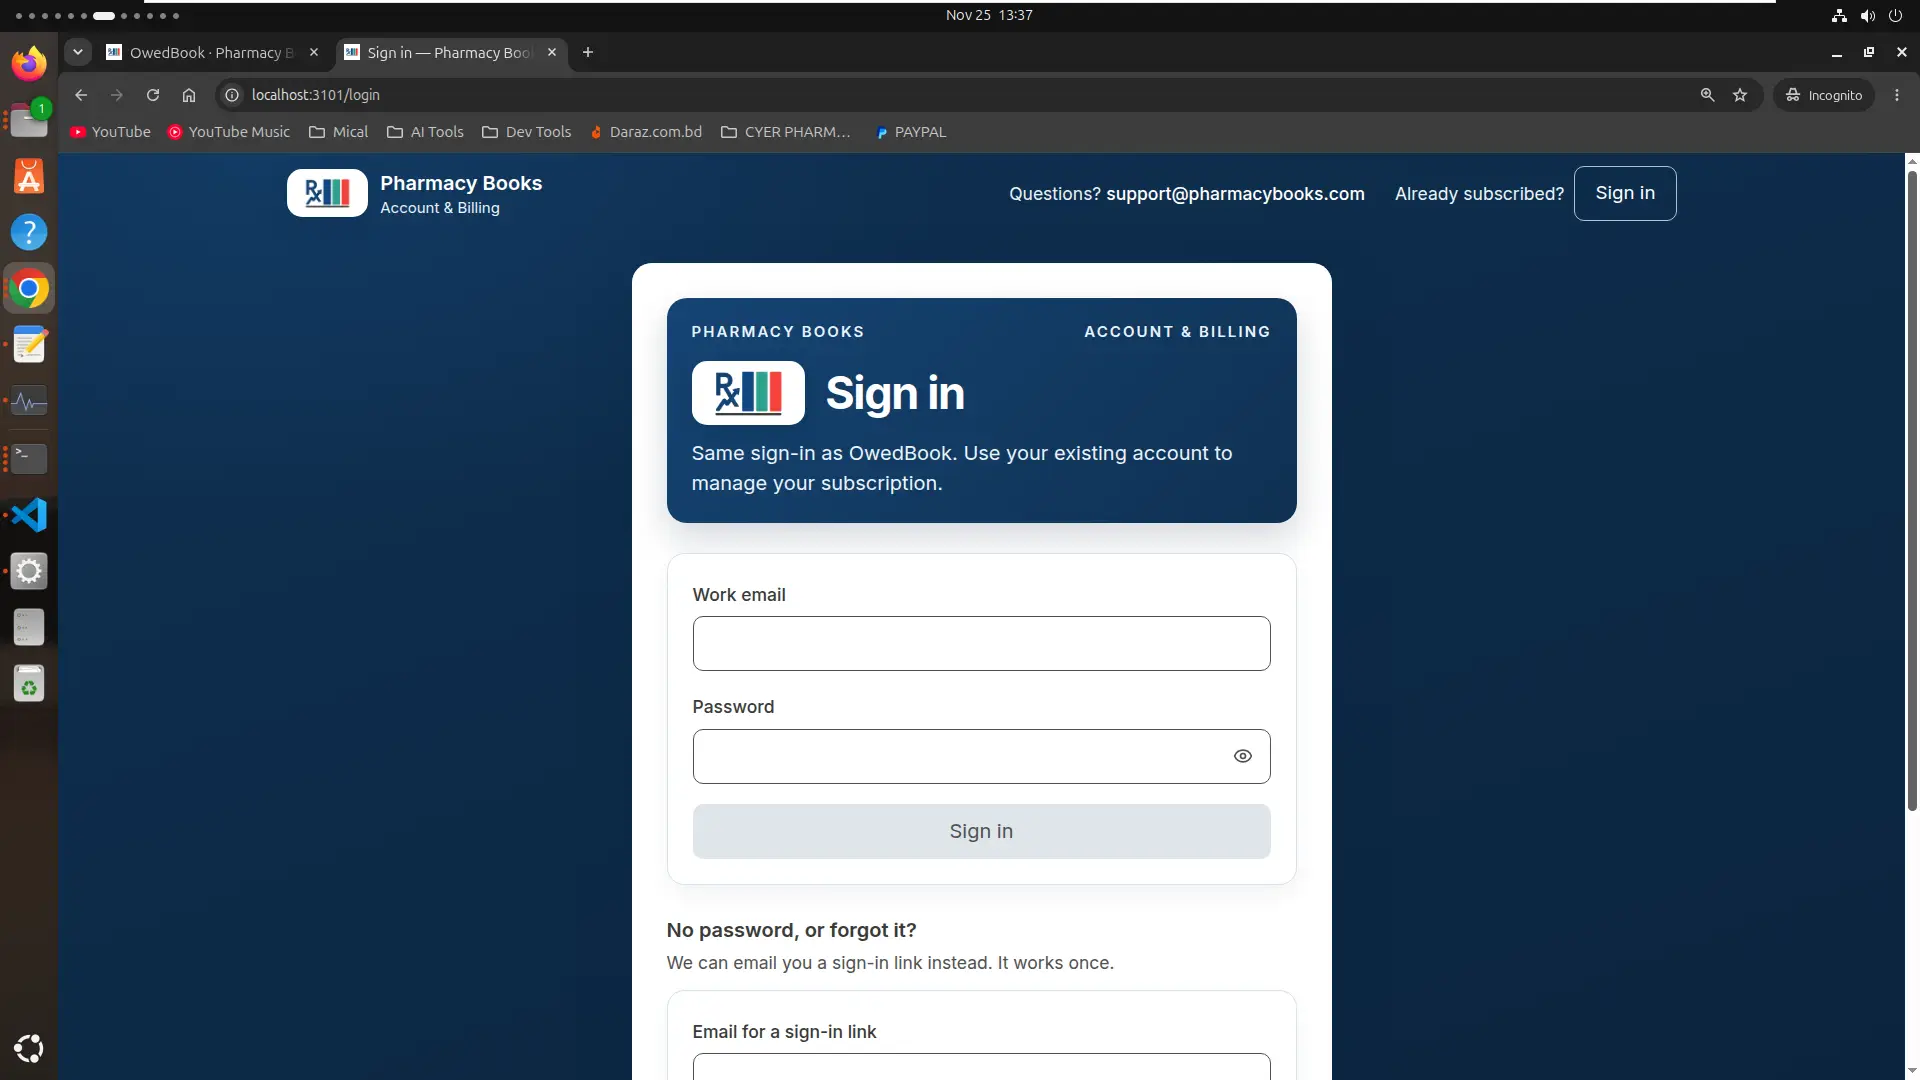 Nov 25 13:37
OwedBook · Pharmacy B
Sign in — Pharmacy Boo
localhost:3101/login
Incognito
YouTube
YouTube Music
Mical
AI Tools
Dev Tools
Daraz.com.bd
CYER PHARM…
PAYPAL
1
Pharmacy Books
Account & Billing
Questions? support@pharmacybooks.com
Already subscribed?
Sign in
PHARMACY BOOKS
ACCOUNT & BILLING
Sign in
Same sign-in as OwedBook. Use your existing account to
manage your subscription.
Work email
Password
Sign in
No password, or forgot it?
We can email you a sign-in link instead. It works once.
Email for a sign-in link